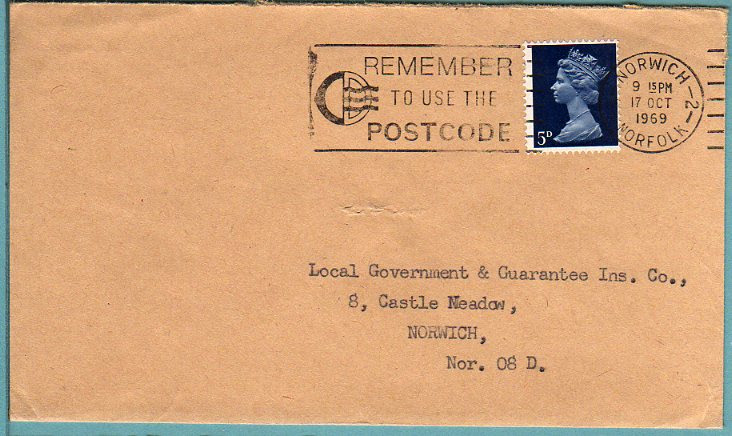 REMEMBER
TO USE THE
POSTCODE
5D
NORWICH
9 15PM
17 OCT
1969
NORFOLK
-2-
Local Government & Guarantee Ins. Co.,
8, Castle Meadow,
NORWICH,
Nor. 08 D.